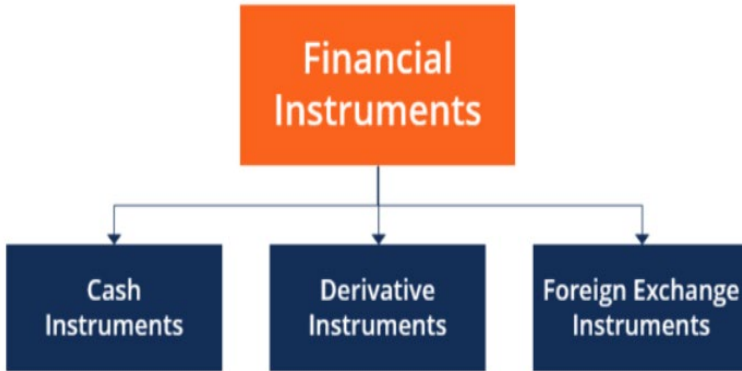 Financial
Instruments
Cash
Instruments
Derivative
Instruments
Foreign Exchange
Instruments